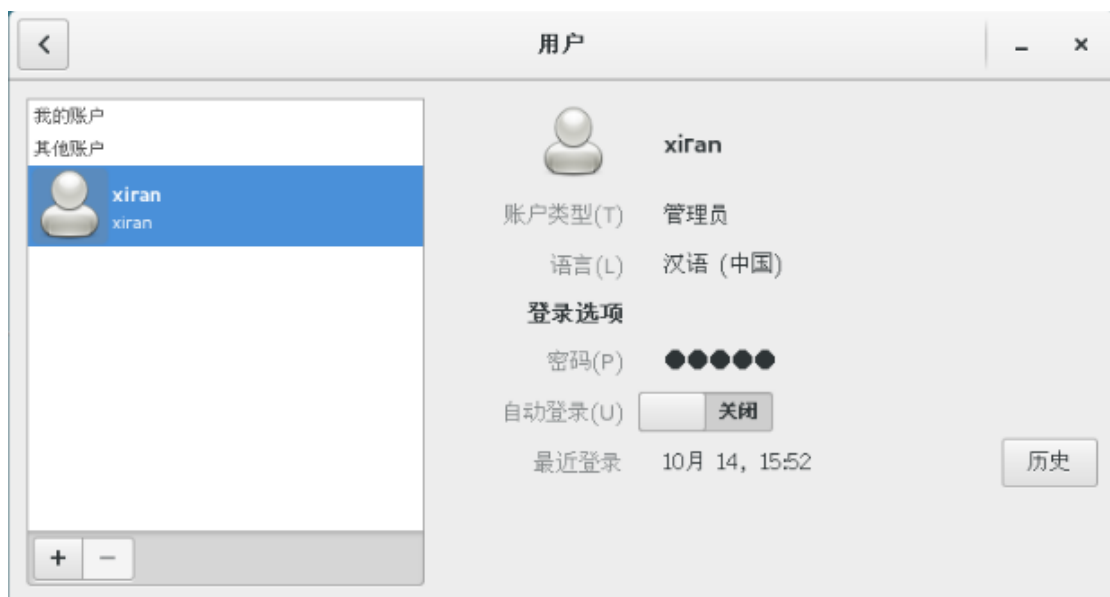 用户
我的账户
其他账户
xiran
xiran
xiran
账户类型(T) 管理员
语言(L) 汉语 (中国)
登录选项
密码(P) ●●●●●
自动登录(U) 关闭
最近登录 10月 14, 15:52 历史